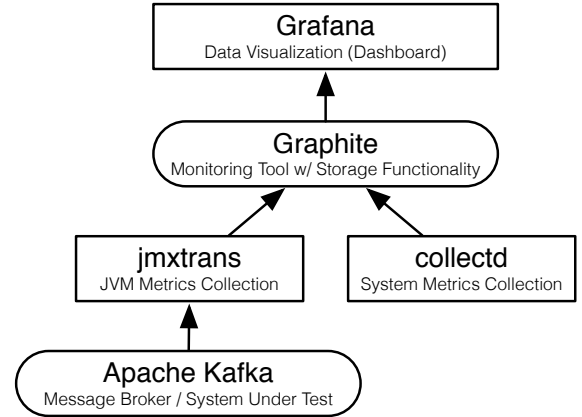 Grafana
Data Visualization (Dashboard)
Graphite
Monitoring Tool w/ Storage Functionality
jmxtrans
JVM Metrics Collection
collectd
System Metrics Collection
Apache Kafka
Message Broker / System Under Test